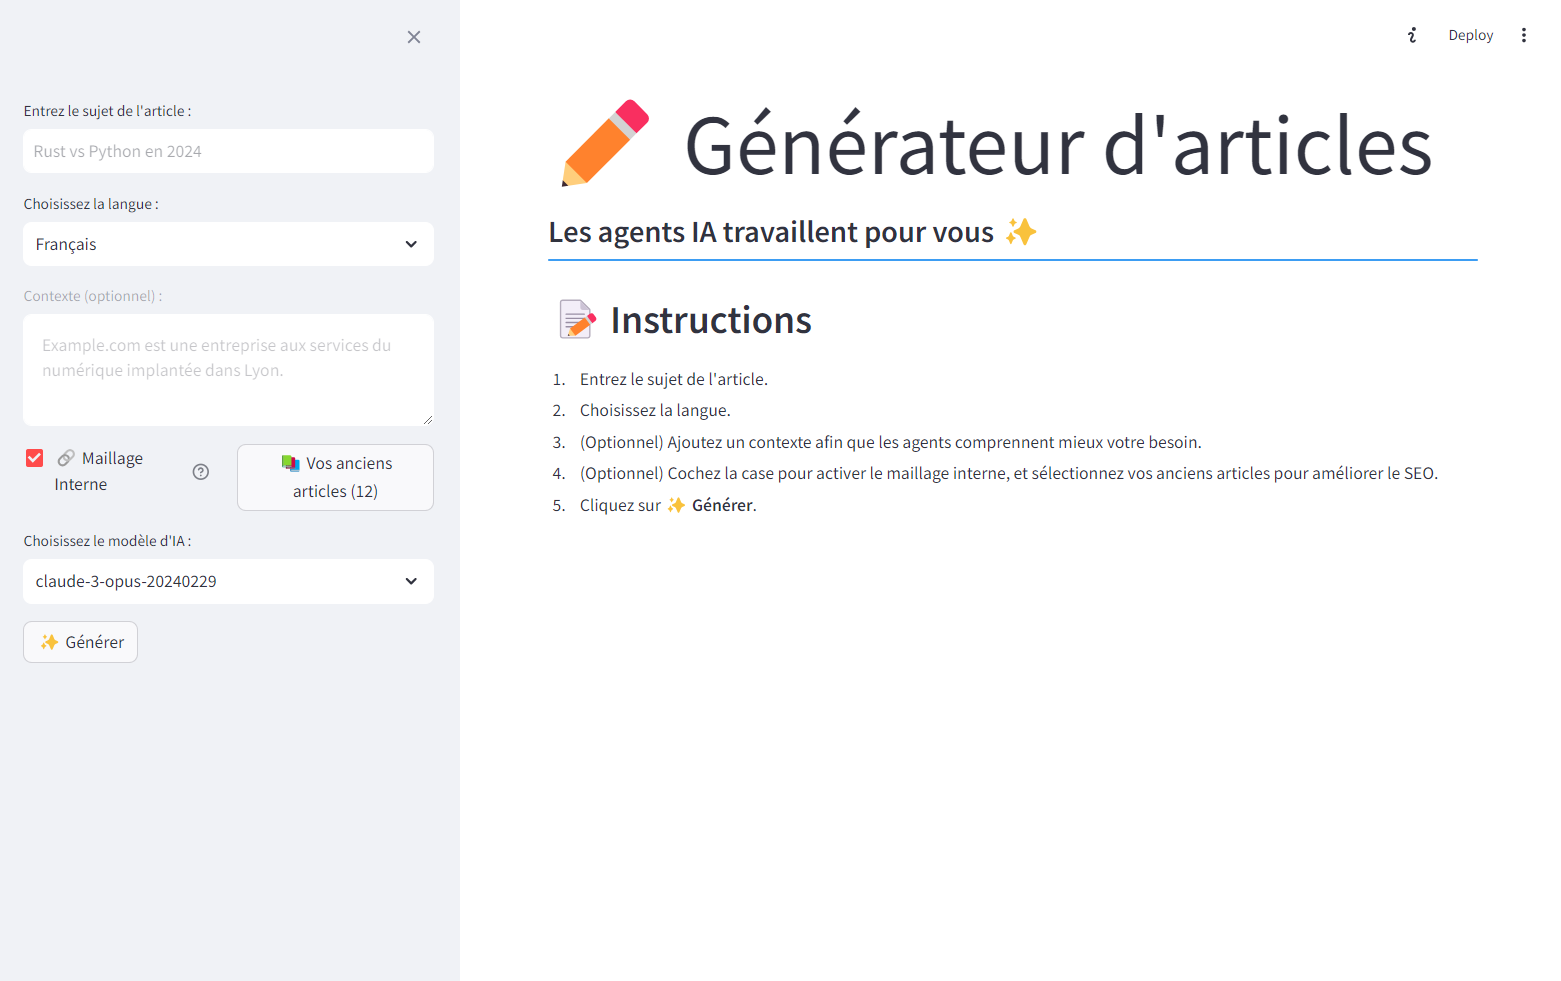 Entrez le sujet de l'article :
Rust vs Python en 2024
Choisissez la langue :
Français
Contexte (optionnel) :
Example.com est une entreprise aux services du
numérique implantée dans Lyon.
🔗 Maillage
Interne
📚 Vos anciens
articles (12)
Choisissez le modèle d'IA :
claude-3-opus-20240229
✨ Générer
Deploy
✏️ Générateur d'articles
Les agents IA travaillent pour vous ✨
📝 Instructions
1. Entrez le sujet de l'article.
2. Choisissez la langue.
3. (Optionnel) Ajoutez un contexte afin que les agents comprennent mieux votre besoin.
4. (Optionnel) Cochez la case pour activer le maillage interne, et sélectionnez vos anciens articles pour améliorer le SEO.
5. Cliquez sur ✨ Générer.